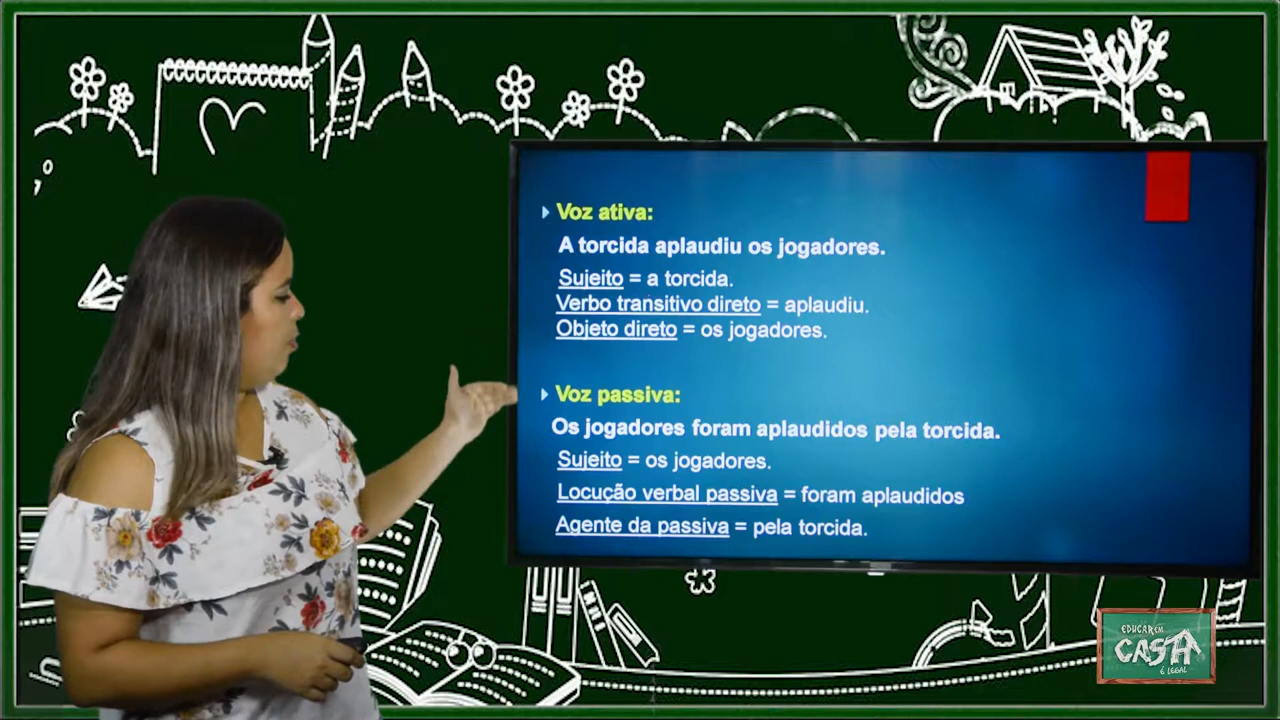 Voz ativa:
A torcida aplaudiu os jogadores.
Sujeito = a torcida.
Verbo transitivo direto = aplaudiu.
Objeto direto = os jogadores.
Voz passiva:
Os jogadores foram aplaudidos pela torcida.
Sujeito = os jogadores.
Locução verbal passiva = foram aplaudidos
Agente da passiva = pela torcida.
EDUCAR EM
CASA
É LEGAL